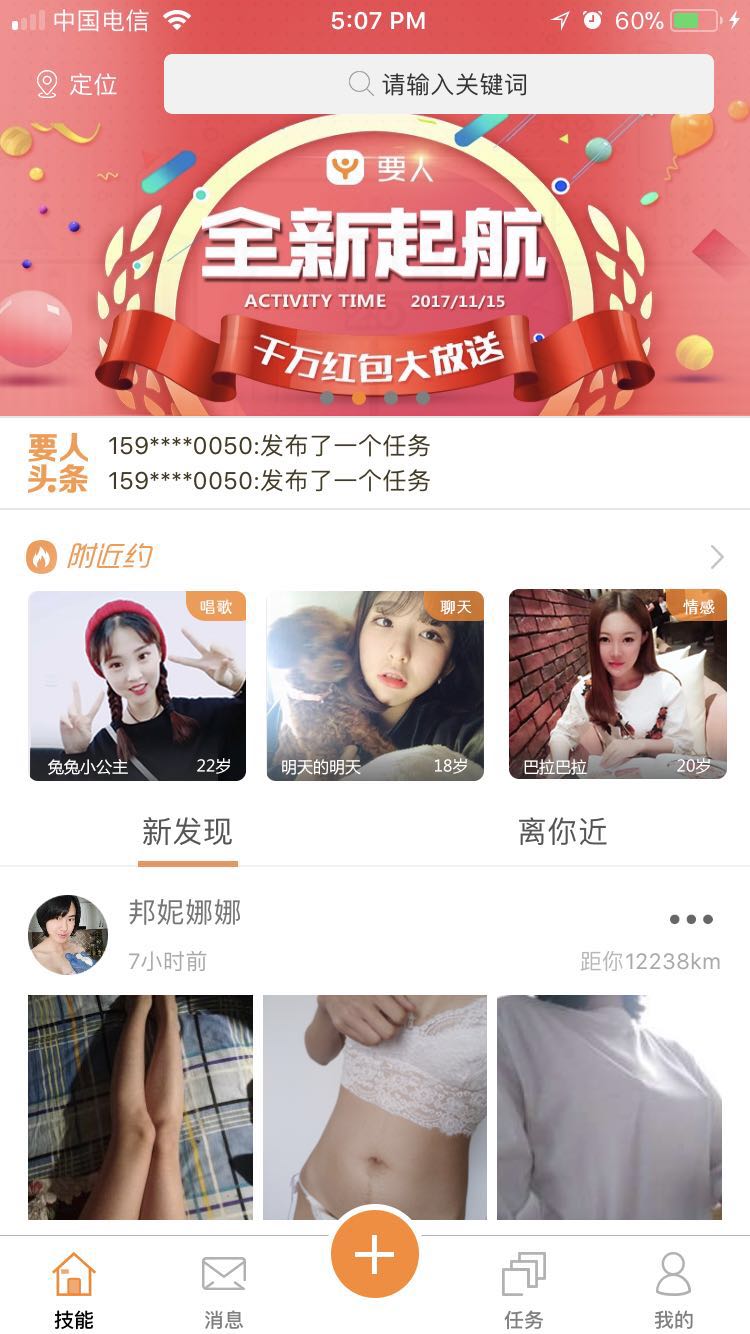 中国电信
5:07 PM
60%
定位
请输入关键词
要人
全新起航
ACTIVITY TIME 2017/11/15
千万红包大放送
要人头条
159****0050:发布了一个任务
159****0050:发布了一个任务
附近约
唱歌
聊天
情感
兔兔小公主 22岁
明天的明天 18岁
巴拉巴拉 20岁
新发现
离你近
邦妮娜娜
7小时前
距你12238km
技能
消息
任务
我的